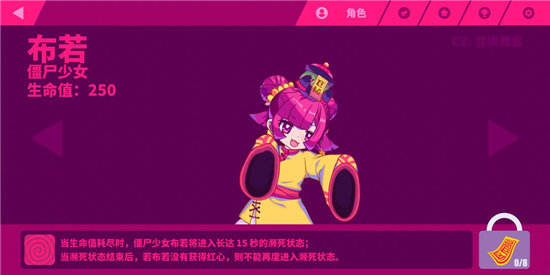 角色
布若
僵尸少女
生命值：250
当生命值耗尽时，僵尸少女布若将进入长达 15 秒的濒死状态；
当濒死状态结束后，若布若没有获得红心，则不能再度进入濒死状态。
0/8